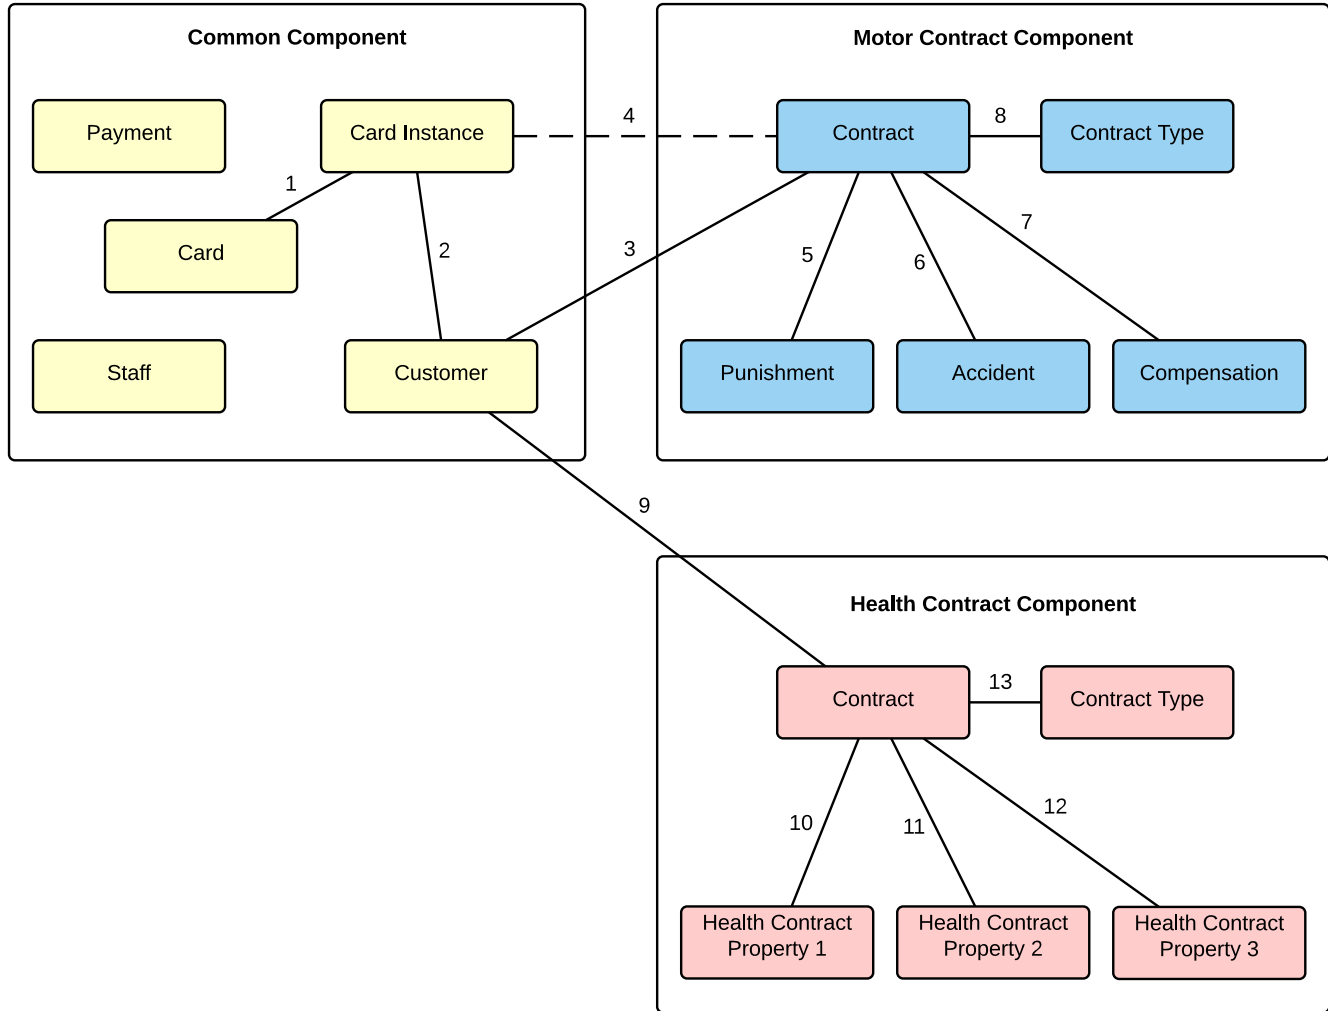 Common Component
Motor Contract Component
Payment
Card Instance
4
Contract
8
Contract Type
1
Card
2
3
5
6
7
Staff
Customer
Punishment
Accident
Compensation
9
Health Contract Component
Contract
13
Contract Type
10
11
12
Health Contract
Property 1
Health Contract
Property 2
Health Contract
Property 3